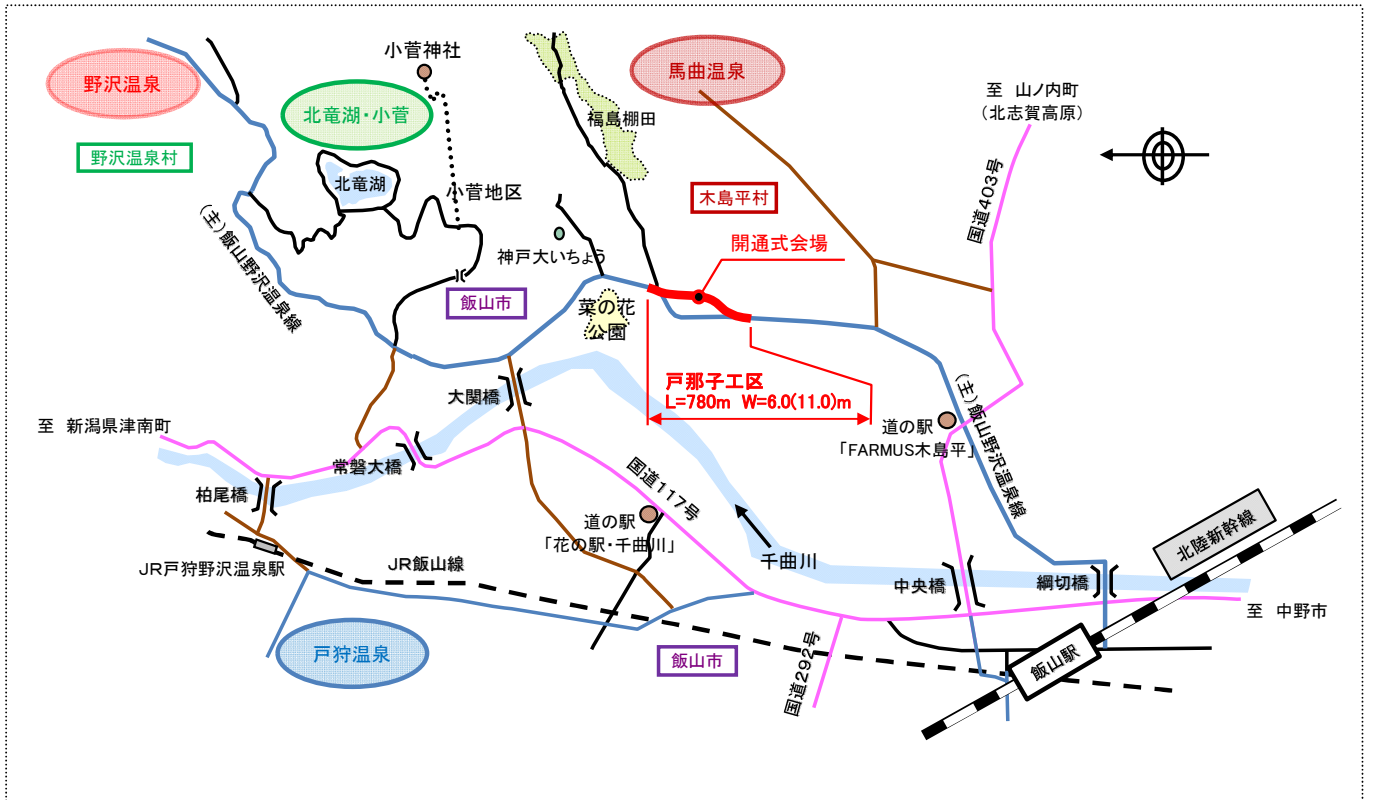 小菅神社
野沢温泉
馬曲温泉
至 山ノ内町
(北志賀高原)
北竜湖・小菅
福島棚田
野沢温泉村
北竜湖
小菅地区
木島平村
国道403号
(主)飯山野沢温泉線
神戸大いちょう
開通式会場
飯山市
菜の花
公園
戸那子工区
L=780m W=6.0(11.0)m
大関橋
道の駅
「FARMUS木島平」
(主)飯山野沢温泉線
至 新潟県津南町
常磐大橋
柏尾橋
国道117号
道の駅
「花の駅・千曲川」
千曲川
北陸新幹線
JR戸狩野沢温泉駅
JR飯山線
中央橋
綱切橋
至 中野市
戸狩温泉
飯山市
国道292号
飯山駅